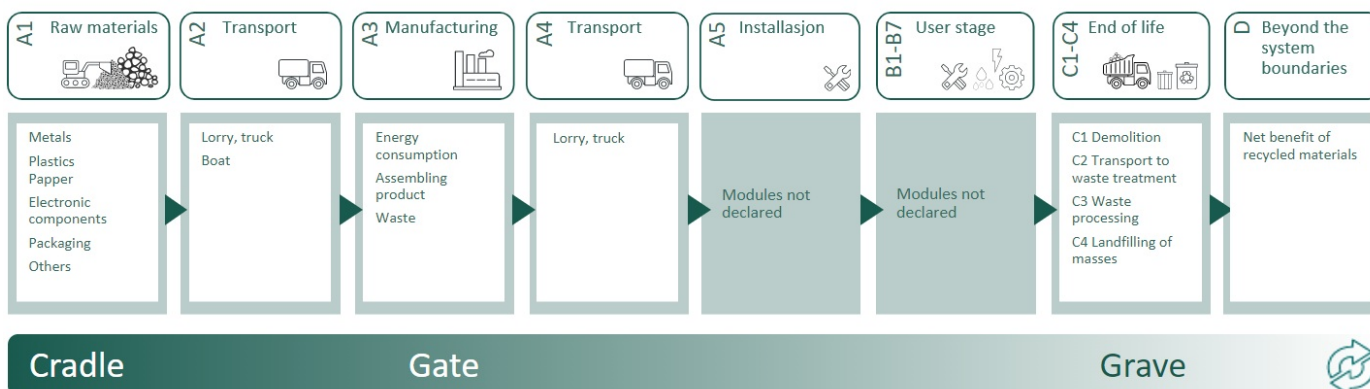 A1 Raw materials
A2 Transport
A3 Manufacturing
A4 Transport
A5 Installasjon
B1-B7 User stage
C1-C4 End of life
D Beyond the
system
boundaries
Metals
Plastics
Papper
Electronic
components
Packaging
Others
Lorry, truck
Boat
Energy
consumption
Assembling
product
Waste
Lorry, truck
Modules not
declared
Modules not
declared
C1 Demolition
C2 Transport to
waste treatment
C3 Waste
processing
C4 Landfilling of
masses
Net benefit of
recycled materials
Cradle
Gate
Grave